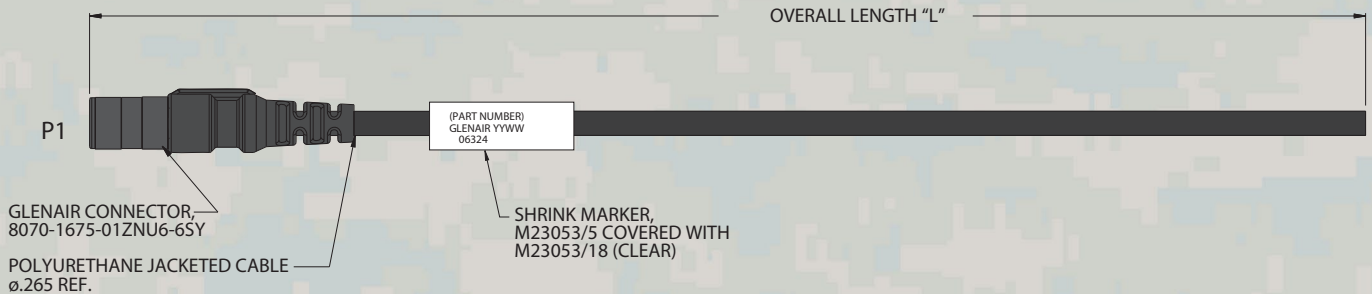 OVERALL LENGTH “L”
P1
(PART NUMBER)
GLENAIR YYWW
06324
GLENAIR CONNECTOR,
8070-1675-01ZNU6-6SY
POLYURETHANE JACKETED CABLE
ø.265 REF.
SHRINK MARKER,
M23053/5 COVERED WITH
M23053/18 (CLEAR)